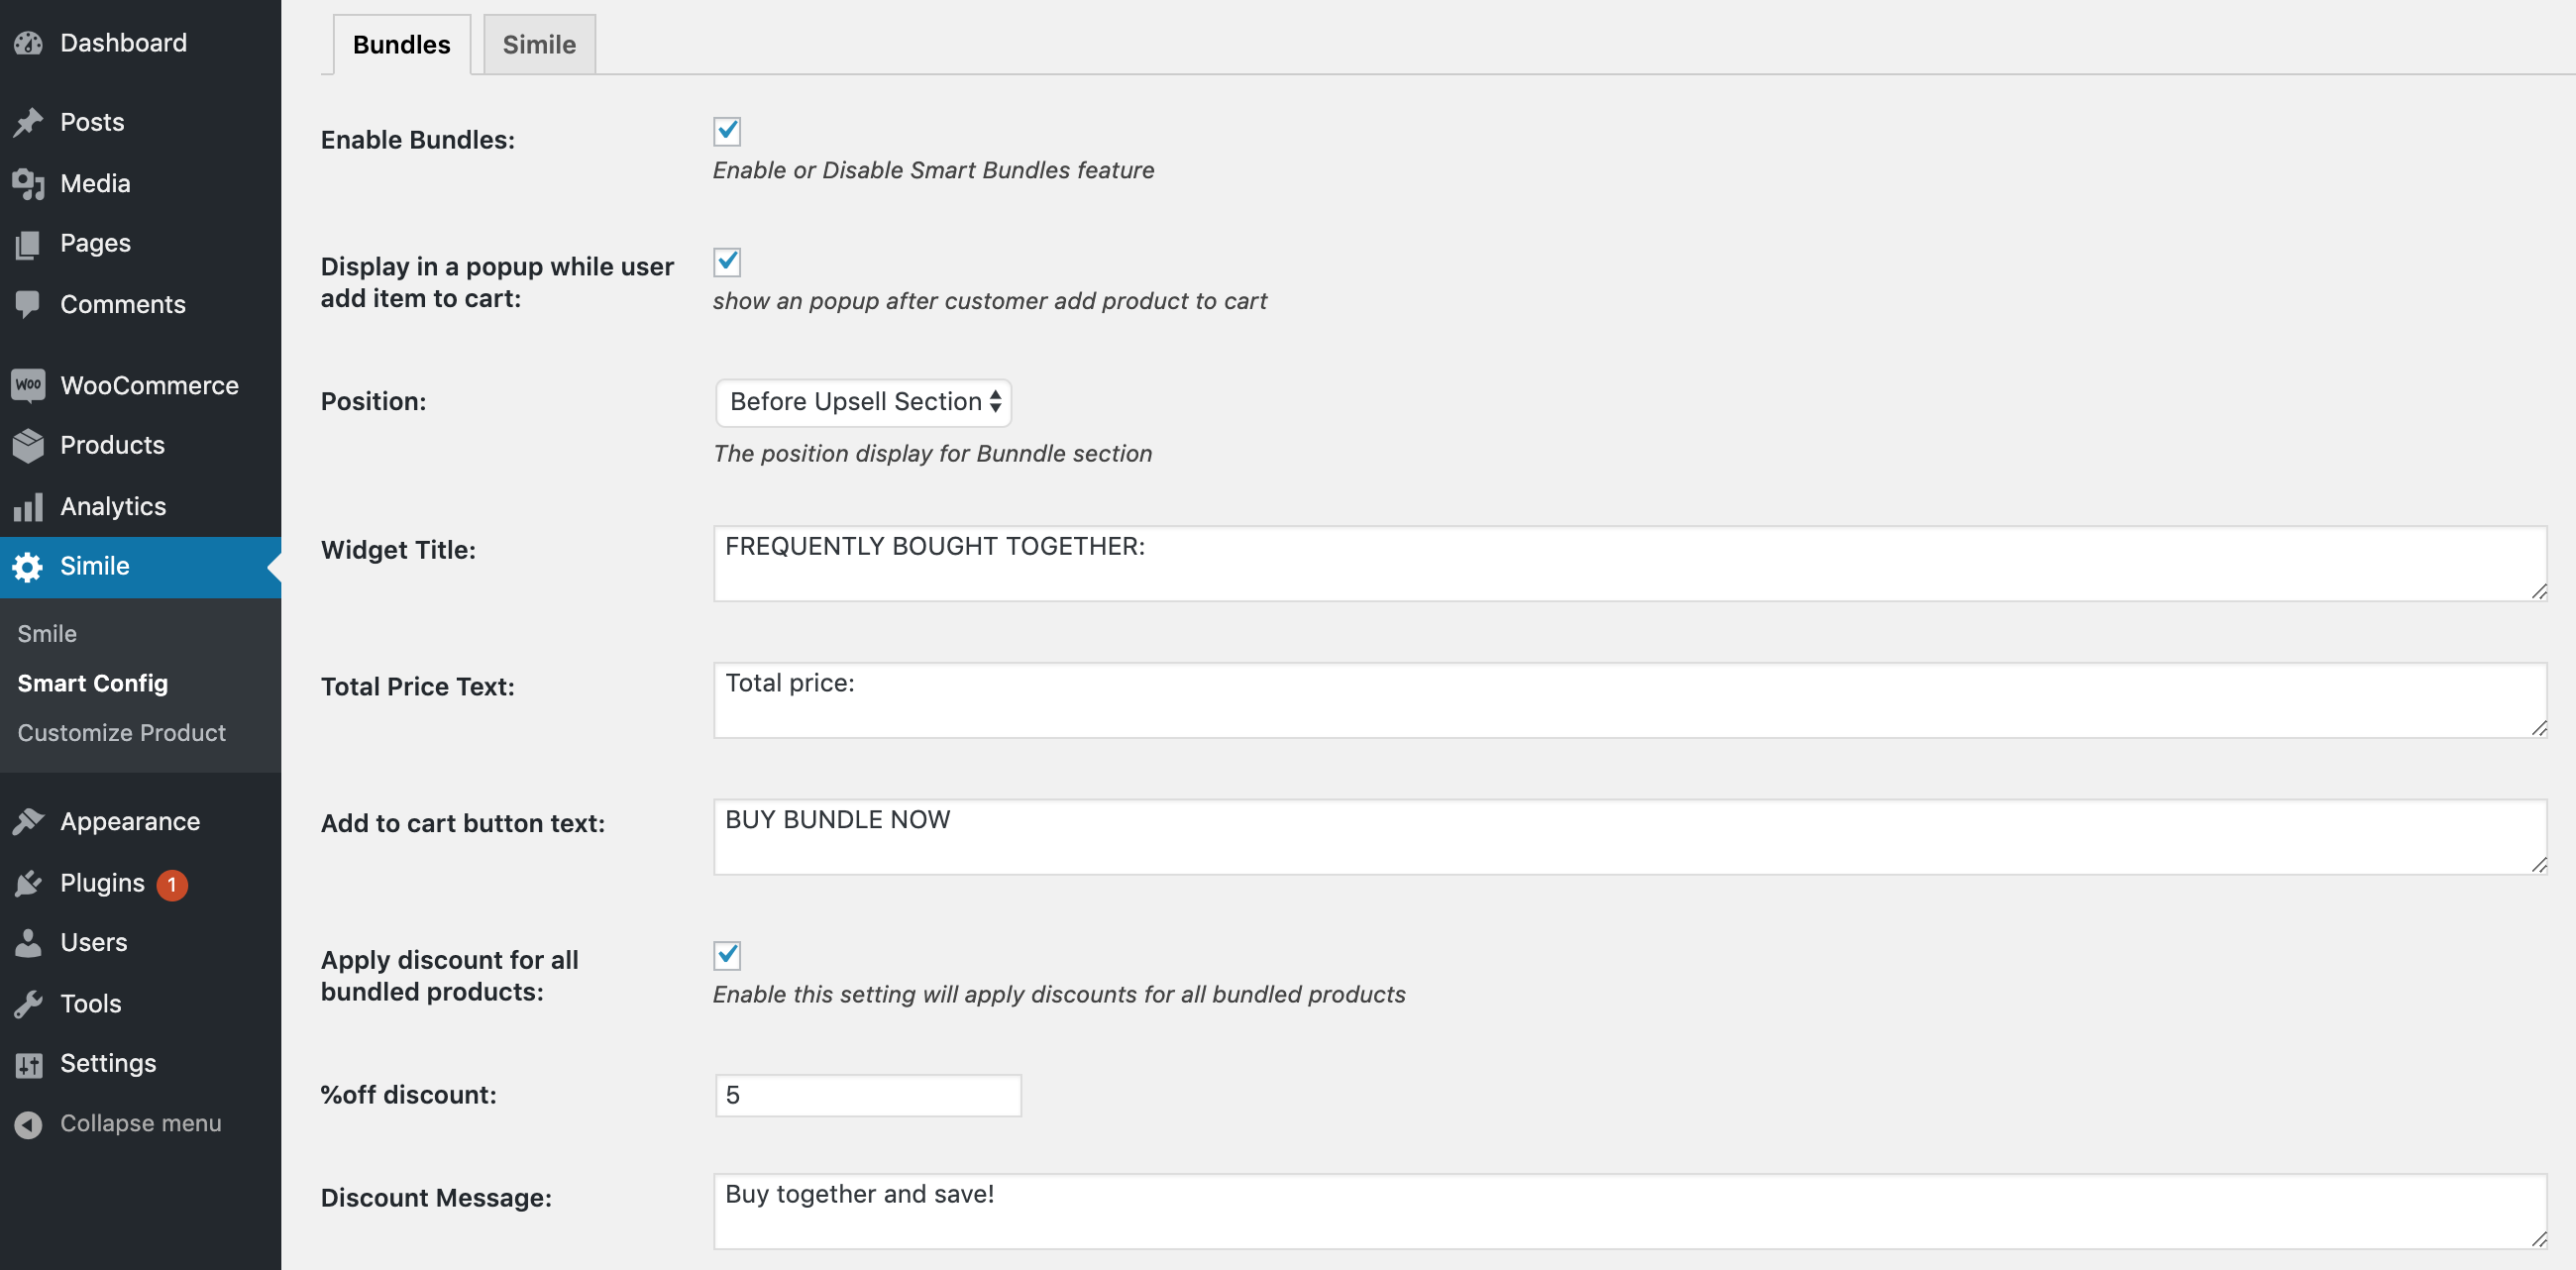 Dashboard
Posts
Media
Pages
Comments
Woo WooCommerce
Products
Analytics
Simile
Smile
Smart Config
Customize Product
Appearance
Plugins 1
Users
Tools
Settings
Collapse menu
Bundles Simile
Enable Bundles:
Enable or Disable Smart Bundles feature
Display in a popup while user
add item to cart:
show an popup after customer add product to cart
Position: Before Upsell Section
The position display for Bunndle section
Widget Title: FREQUENTLY BOUGHT TOGETHER:
Total Price Text: Total price:
Add to cart button text: BUY BUNDLE NOW
Apply discount for all
bundled products:
Enable this setting will apply discounts for all bundled products
%off discount: 5
Discount Message: Buy together and save!